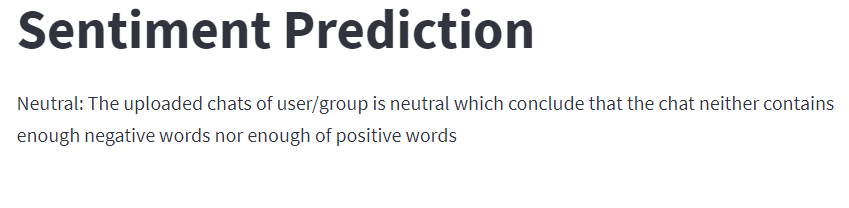 Sentiment Prediction
Neutral: The uploaded chats of user/group is neutral which conclude that the chat neither contains
enough negative words nor enough of positive words